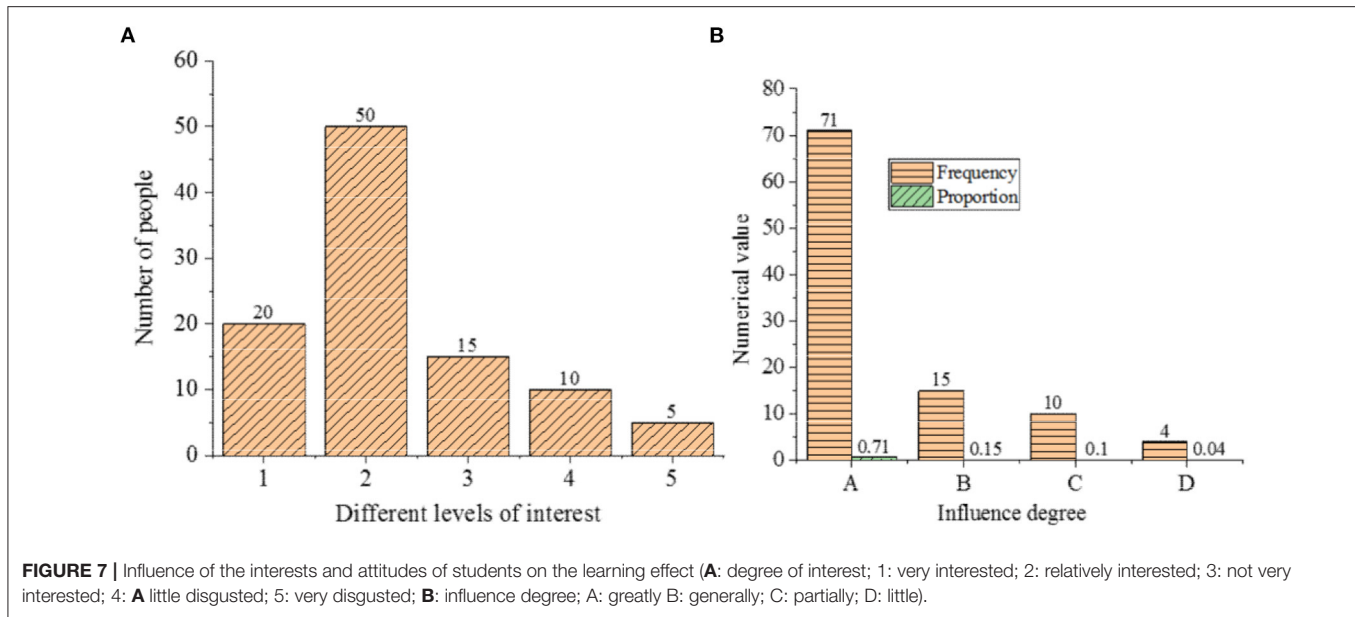 A
60
50
40
30
20
10
0
Number of people
20
50
15
10
5
1 2 3 4 5
Different levels of interest
B
80
70
60
50
40
30
20
10
0
Numerical value
71
0.71
15
0.15
10
0.1
4
0.04
Frequency
Proportion
A B C D
Influence degree
FIGURE 7 | Influence of the interests and attitudes of students on the learning effect (A: degree of interest; 1: very interested; 2: relatively interested; 3: not very
interested; 4: A little disgusted; 5: very disgusted; B: influence degree; A: greatly B: generally; C: partially; D: little).